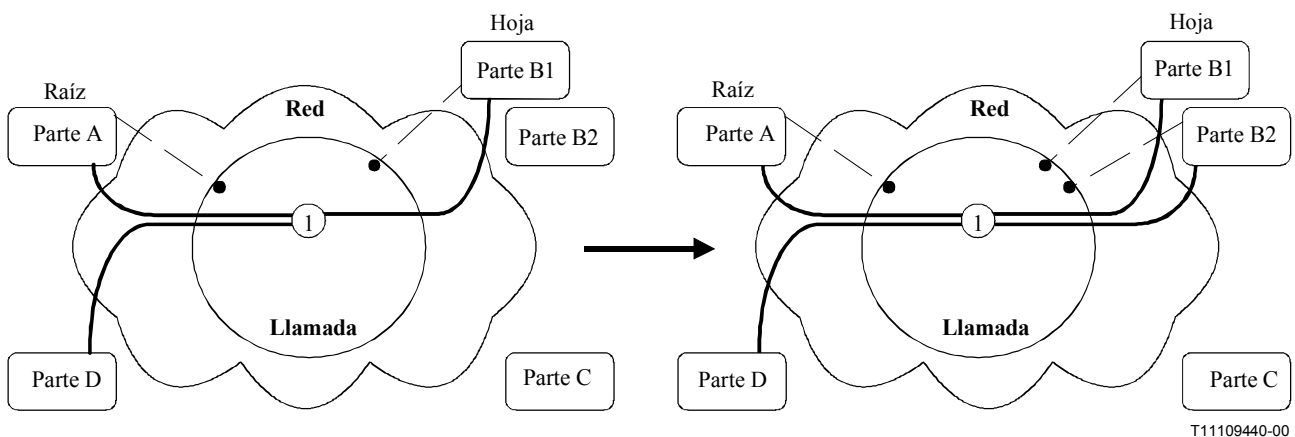 Hoja
Parte B1
Raíz
Red
Parte A
Parte B2
1
Llamada
Parte D
Parte C
Hoja
Parte B1
Raíz
Red
Parte A
Parte B2
1
Llamada
Parte D
Parte C
T11109440-00